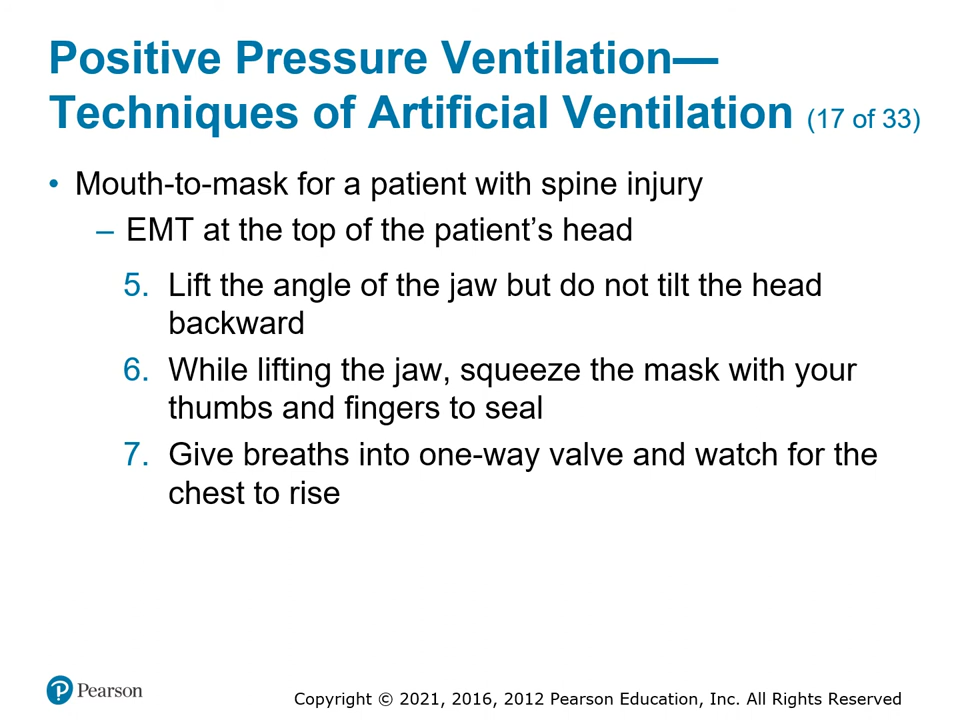 Positive Pressure Ventilation—
Techniques of Artificial Ventilation (17 of 33)
• Mouth-to-mask for a patient with spine injury
– EMT at the top of the patient’s head
5. Lift the angle of the jaw but do not tilt the head
backward
6. While lifting the jaw, squeeze the mask with your
thumbs and fingers to seal
7. Give breaths into one-way valve and watch for the
chest to rise
P Pearson
Copyright © 2021, 2016, 2012 Pearson Education, Inc. All Rights Reserved